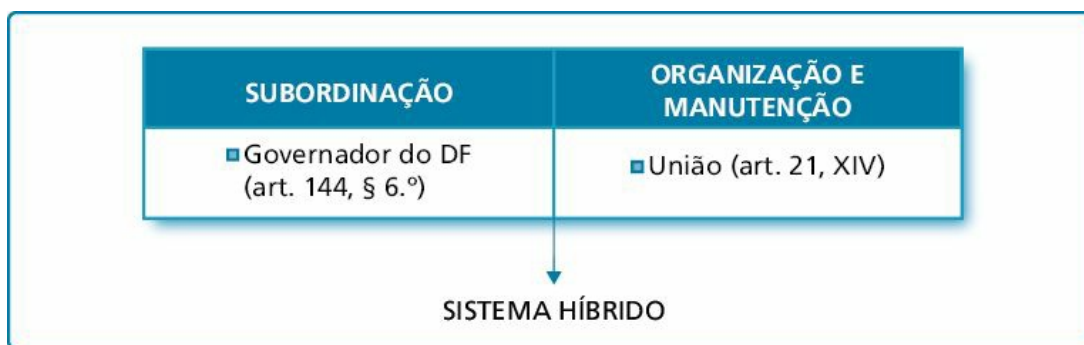 SUBORDINAÇÃO
ORGANIZAÇÃO E
MANUTENÇÃO
Governador do DF
(art. 144, § 6.º)
União (art. 21, XIV)
SISTEMA HÍBRIDO